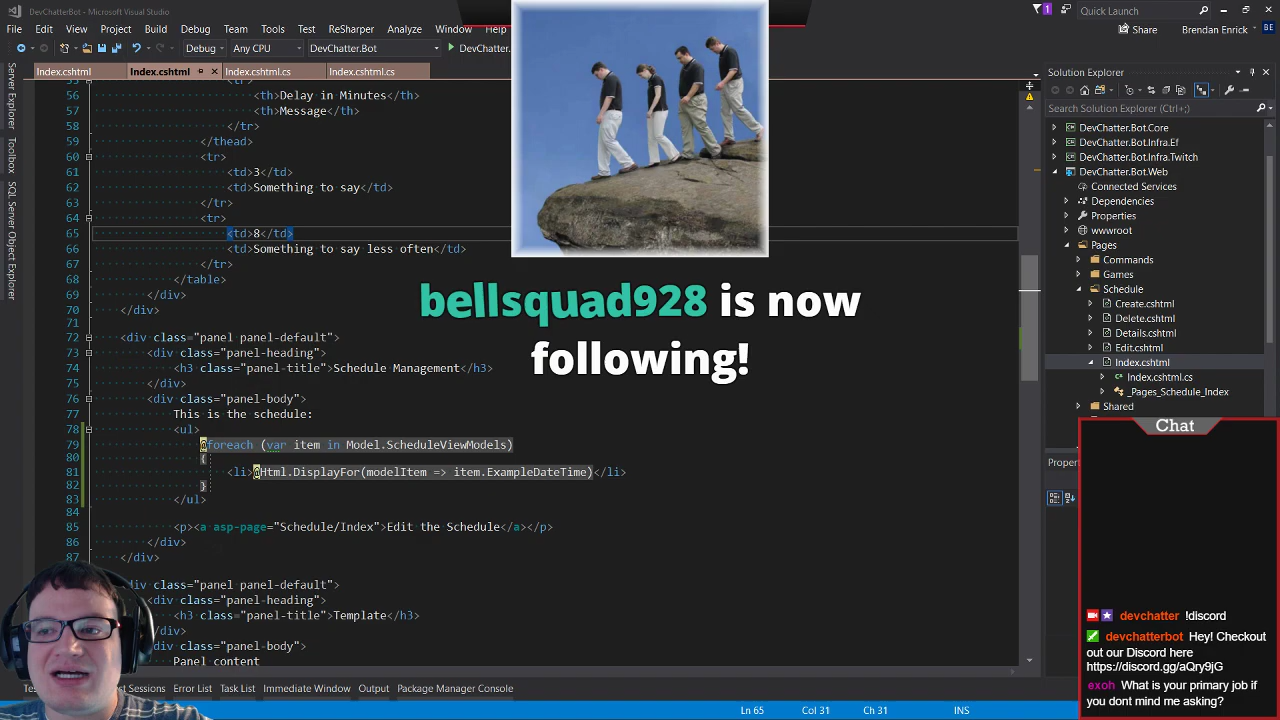 DevChatterBot - Microsoft Visual Studio
1
Quick Launch
File Edit View Project Build Debug Team Tools Test ReSharper Analyze Window Help
Share
Brendan Enrick
BE
Debug Any CPU DevChatter.Bot DevChatter.
Index.cshtml Index.cshtml Index.cshtml.cs Index.cshtml.cs
Server Explorer
Toolbox
SQL Server Object Explorer
56 <th>Delay in Minutes</th>
57 <th>Message</th>
58 </tr>
59 </thead>
60 <tr>
61 <td>3</td>
62 <td>Something to say</td>
63 </tr>
64 <tr>
65 <td>8</td>
66 <td>Something to say less often</td>
67 </tr>
68 </table>
69 </div>
70 </div>
71
72 <div class="panel panel-default">
73 <div class="panel-heading">
74 <h3 class="panel-title">Schedule Management</h3>
75 </div>
76 <div class="panel-body">
77 This is the schedule:
78 <ul>
79 @foreach (var item in Model.ScheduleViewModels)
80 {
81 <li>@Html.DisplayFor(modelItem => item.ExampleDateTime)</li>
82 }
83 </ul>
84
85 <p><a asp-page="Schedule/Index">Edit the Schedule</a></p>
86 </div>
87 </div>
div class="panel panel-default">
<div class="panel-heading">
<h3 class="panel-title">Template</h3>
</div>
<div class="panel-body">
Panel content
bellsquad928 is now
following!
Solution Explorer
Search Solution Explorer (Ctrl+;)
DevChatter.Bot.Core
DevChatter.Bot.Infra.Ef
DevChatter.Bot.Infra.Twitch
DevChatter.Bot.Web
Connected Services
Dependencies
Properties
wwwroot
Pages
Commands
Games
Schedule
Create.cshtml
Delete.cshtml
Details.cshtml
Edit.cshtml
Index.cshtml
Index.cshtml.cs
_Pages_Schedule_Index
Shared
Chat
devchatter !discord
devchatterbot Hey! Checkout
out our Discord here
https://discord.gg/aQry9jG
exoh What is your primary job if
you dont mind me asking?
Sessions Error List Task List Immediate Window Output Package Manager Console
Ln 65 Col 31 Ch 31 INS